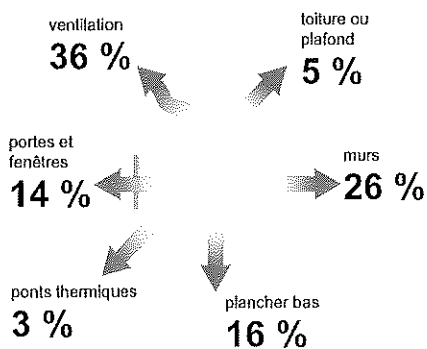 ventilation
36 %
toiture ou
plafond
5 %
portes et
fenêtres
14 %
murs
26 %
ponts thermiques
3 %
plancher bas
16 %